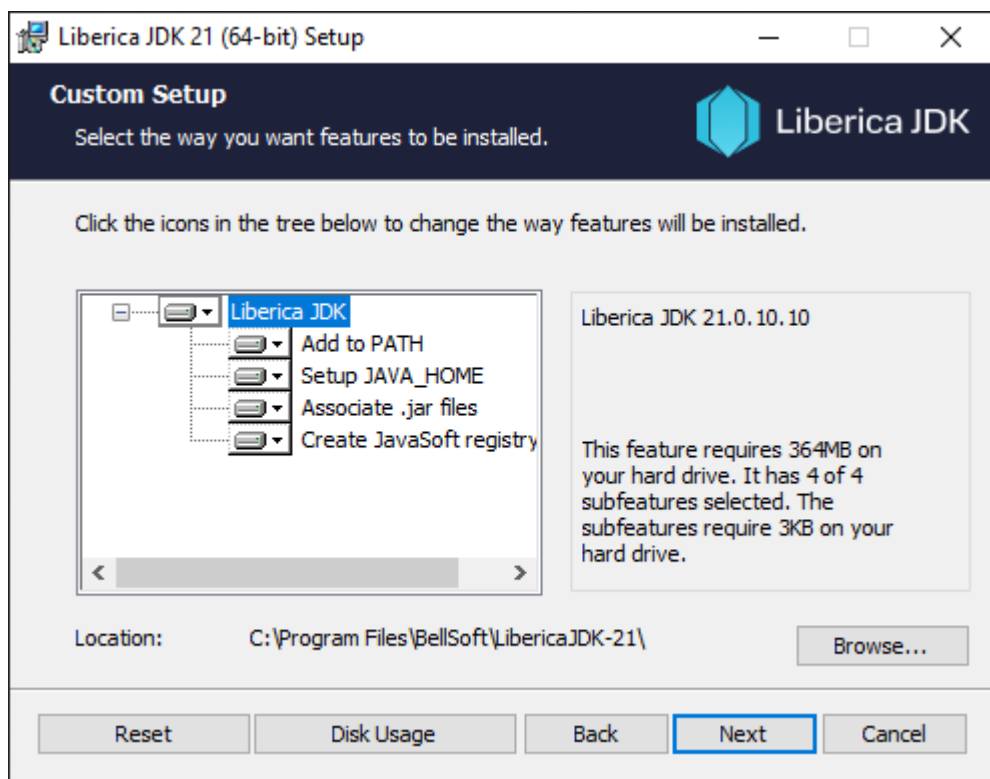 Liberica JDK 21 (64-bit) Setup
Custom Setup
Select the way you want features to be installed.
Liberica JDK
Click the icons in the tree below to change the way features will be installed.
Liberica JDK
Add to PATH
Setup JAVA_HOME
Associate .jar files
Create JavaSoft registry
Liberica JDK 21.0.10.10
This feature requires 364MB on
your hard drive. It has 4 of 4
subfeatures selected. The
subfeatures require 3KB on your
hard drive.
Location: C:\Program Files\BellSoft\LibericaJDK-21\
Browse...
Reset Disk Usage Back Next Cancel